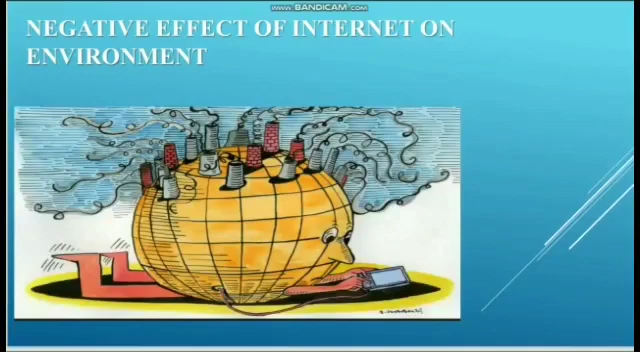 www.BANDICAM.COM
NEGATIVE EFFECT OF INTERNET ON
ENVIRONMENT